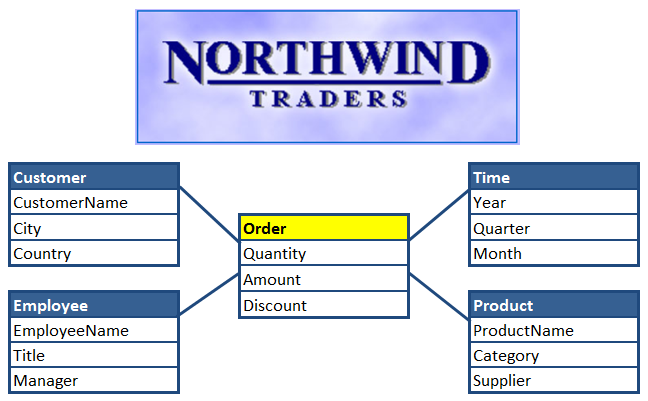 NORTHWIND
TRADERS
Customer
CustomerName
City
Country
Employee
EmployeeName
Title
Manager
Order
Quantity
Amount
Discount
Time
Year
Quarter
Month
Product
ProductName
Category
Supplier